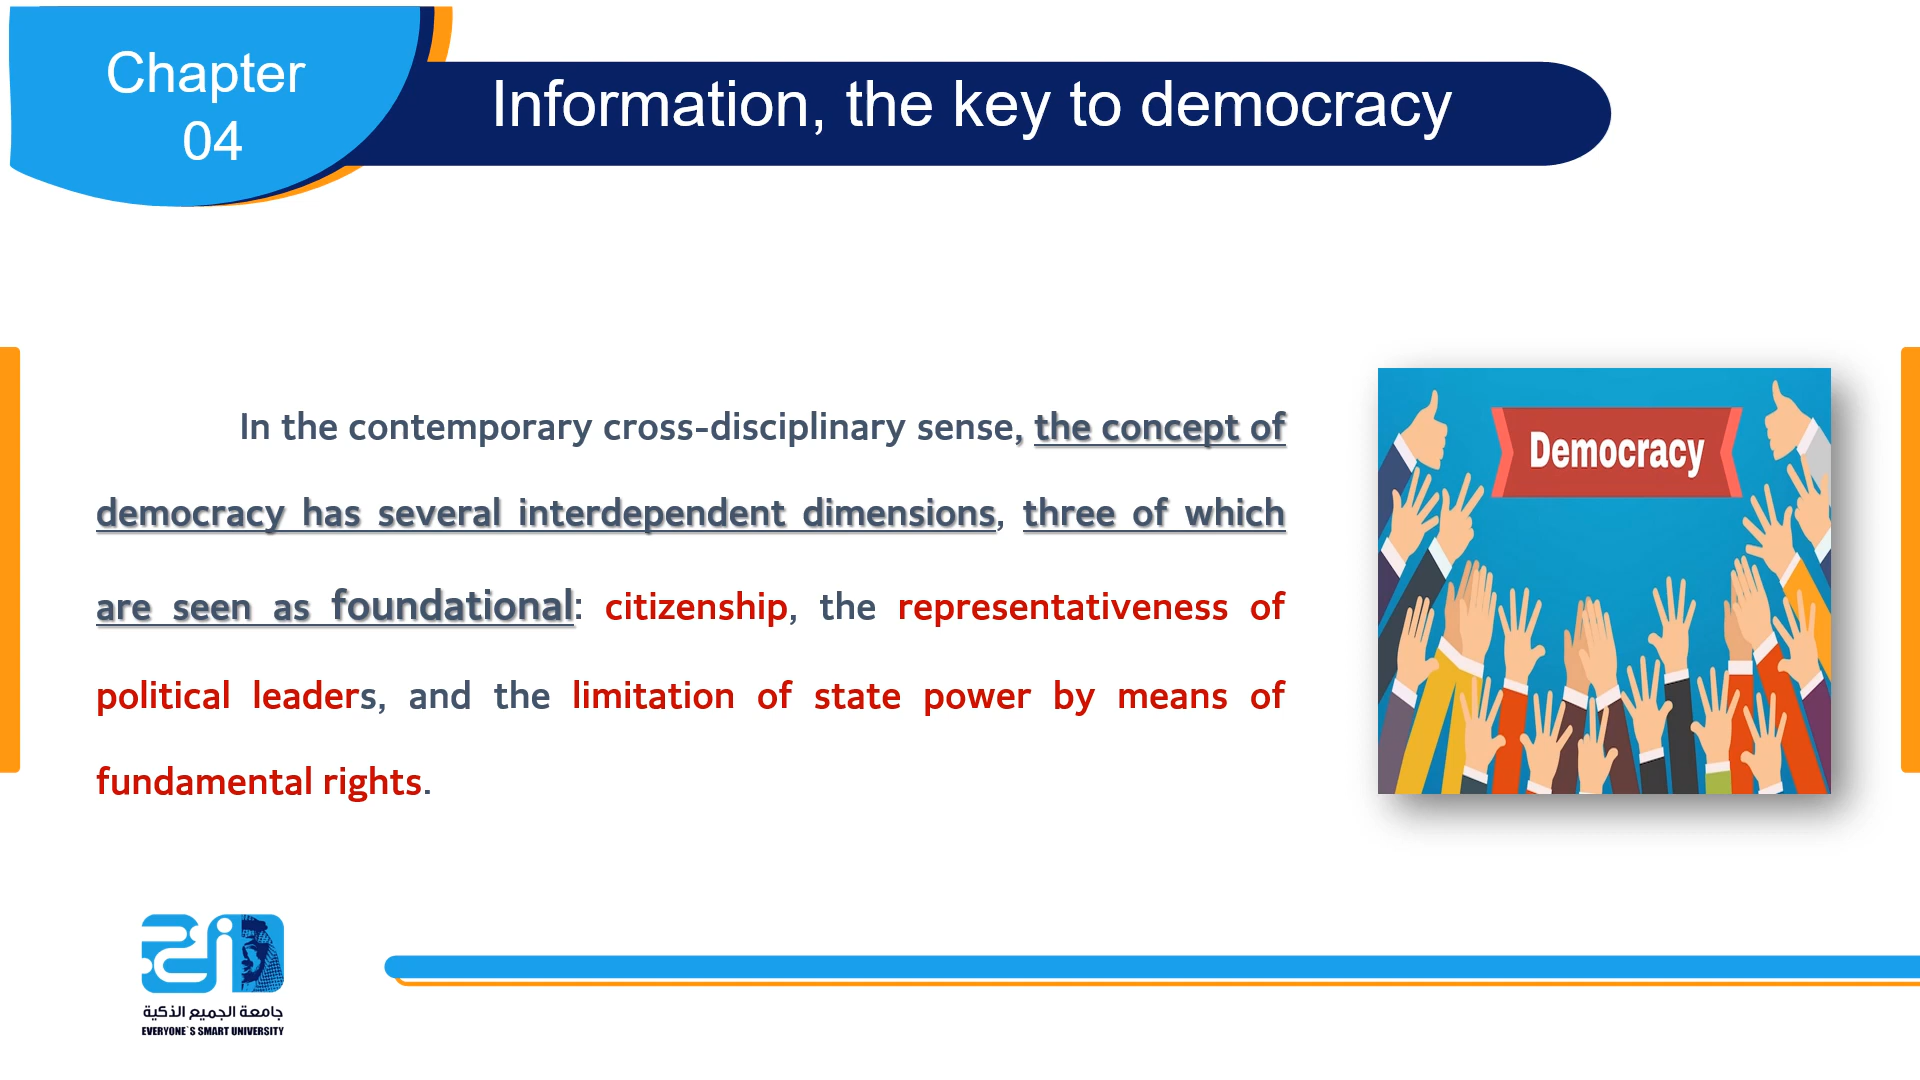 Chapter
04
Information, the key to democracy
In the contemporary cross-disciplinary sense, the concept of
democracy has several interdependent dimensions, three of which
are seen as foundational: citizenship, the representativeness of
political leaders, and the limitation of state power by means of
fundamental rights.
Democracy
جامعة الجميع الذكية
EVERYONE`S SMART UNIVERSITY